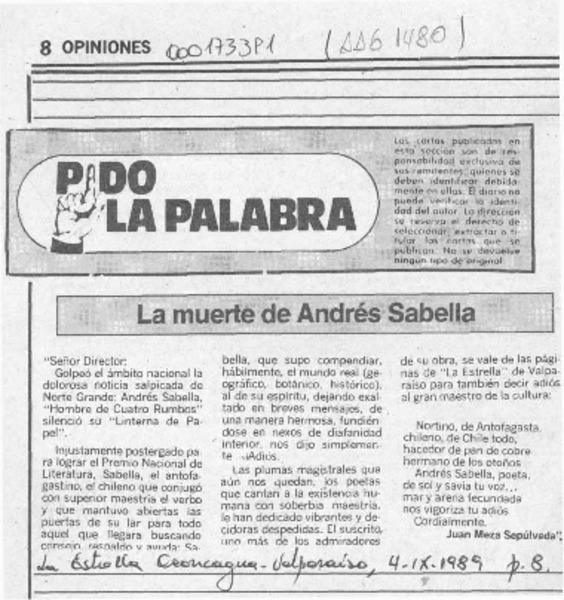 8 OPINIONES 000173381 (AAG 1480)
PIDO
LA PALABRA
Las cartas publicadas en
esta sección son de res-
ponsabilidad exclusiva de
sus remitentes, quienes se
deben identificar debida-
mente en ellas. El diario no
puede verificar la identi-
dad del autor. La dirección
se reserva el derecho de
seleccionar, extractar o ti-
tular las cartas que se
publican. No se devuelve
ningún tipo de original.
La muerte de Andrés Sabella
"Señor Director:
Golpeó el ámbito nacional la
dolorosa noticia salpicada de
Norte Grande: Andrés Sabella,
"Hombre de Cuatro Rumbos"
silenció su "Linterna de Pa-
pel".
Injustamente postergado pa-
ra lograr el Premio Nacional de
Literatura, Sabella, el antofa-
gastino, el chileno que conjugó
con superior maestría el verbo
y que mantuvo abiertas las
puertas de su lar para todo
aquel que llegara buscando
consejo, respaldo y ayuda: Sa-
bella, que supo compendiar,
hábilmente, el mundo real (ge-
ográfico, botánico, histórico),
al de su espíritu, dejando exal-
tado en breves mensajes, de
una manera hermosa, fundién-
dose en nexos de diafanidad
interior, nos dijo simplemen-
te ¡Adiós.
Las plumas magistrales que
aún nos quedan, los poetas
que cantan a la existencia hu-
mana con soberbia maestría,
le han dedicado vibrantes y de-
cidoras despedidas. El suscrito,
uno más de los admiradores
de su obra, se vale de las pági-
nas de "La Estrella" de Valpa-
raíso para también decir adiós
al gran maestro de la cultura:
Nortino, de Antofagasta,
chileno, de Chile todo,
hacedor de pan de cobre
hermano de los otoños
Andrés Sabella, poeta,
de sol y savia tu voz...
mar y arena fecundada
nos vigoriza tu adiós
Cordialmente.
Juan Meza Sepúlveda".
La Estrella Aconcagua-Valparaíso, 4-IX-1989 p. 8.